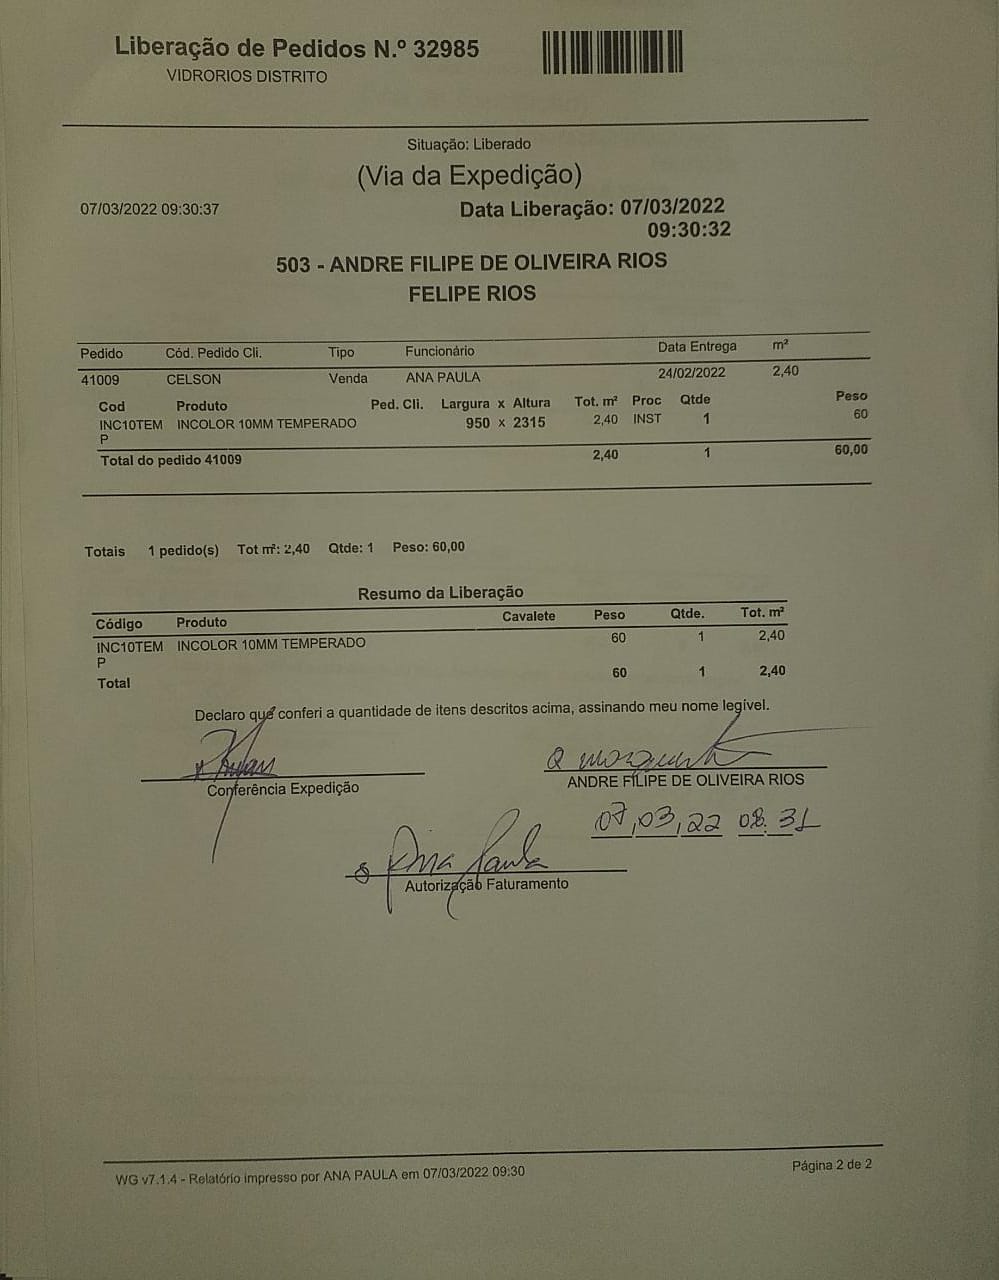 Liberação de Pedidos N.º 32985
VIDRORIOS DISTRITO
Situação: Liberado
(Via da Expedição)
07/03/2022 09:30:37
Data Liberação: 07/03/2022
09:30:32
503 - ANDRE FILIPE DE OLIVEIRA RIOS
FELIPE RIOS
Pedido Cód. Pedido Cli. Tipo Funcionário Data Entrega m²
41009 CELSON Venda ANA PAULA 24/02/2022 2,40
Cod Produto Ped. Cli. Largura x Altura Tot. m² Proc Qtde Peso
INC10TEM INCOLOR 10MM TEMPERADO 950 x 2315 2,40 INST 1 60
P
Total do pedido 41009 2,40 1 60,00
Totais 1 pedido(s) Tot m²: 2,40 Qtde: 1 Peso: 60,00
Resumo da Liberação
Código Produto Cavalete Peso Qtde. Tot. m²
INC10TEM INCOLOR 10MM TEMPERADO 60 1 2,40
P
Total 60 1 2,40
Declaro que conferi a quantidade de itens descritos acima, assinando meu nome legível.
Conferência Expedição
ANDRE FILIPE DE OLIVEIRA RIOS
07,03,22 08:31
Ana Paula
Autorização Faturamento
WG v7.1.4 - Relatório impresso por ANA PAULA em 07/03/2022 09:30
Página 2 de 2